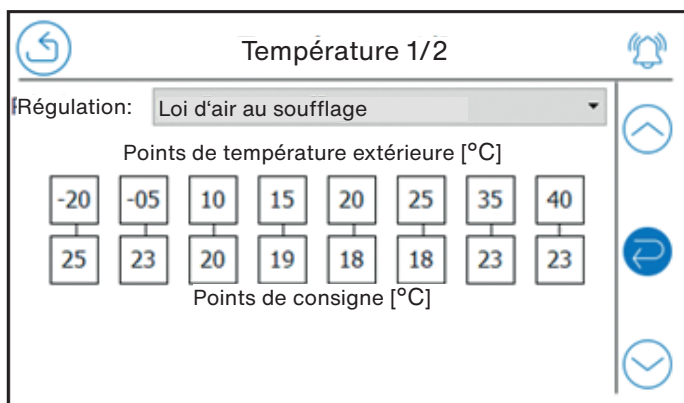 Température 1/2
Régulation: Loi d'air au soufflage
Points de température extérieure [°C]
-20 -05 10 15 20 25 35 40
25 23 20 19 18 18 23 23
Points de consigne [°C]